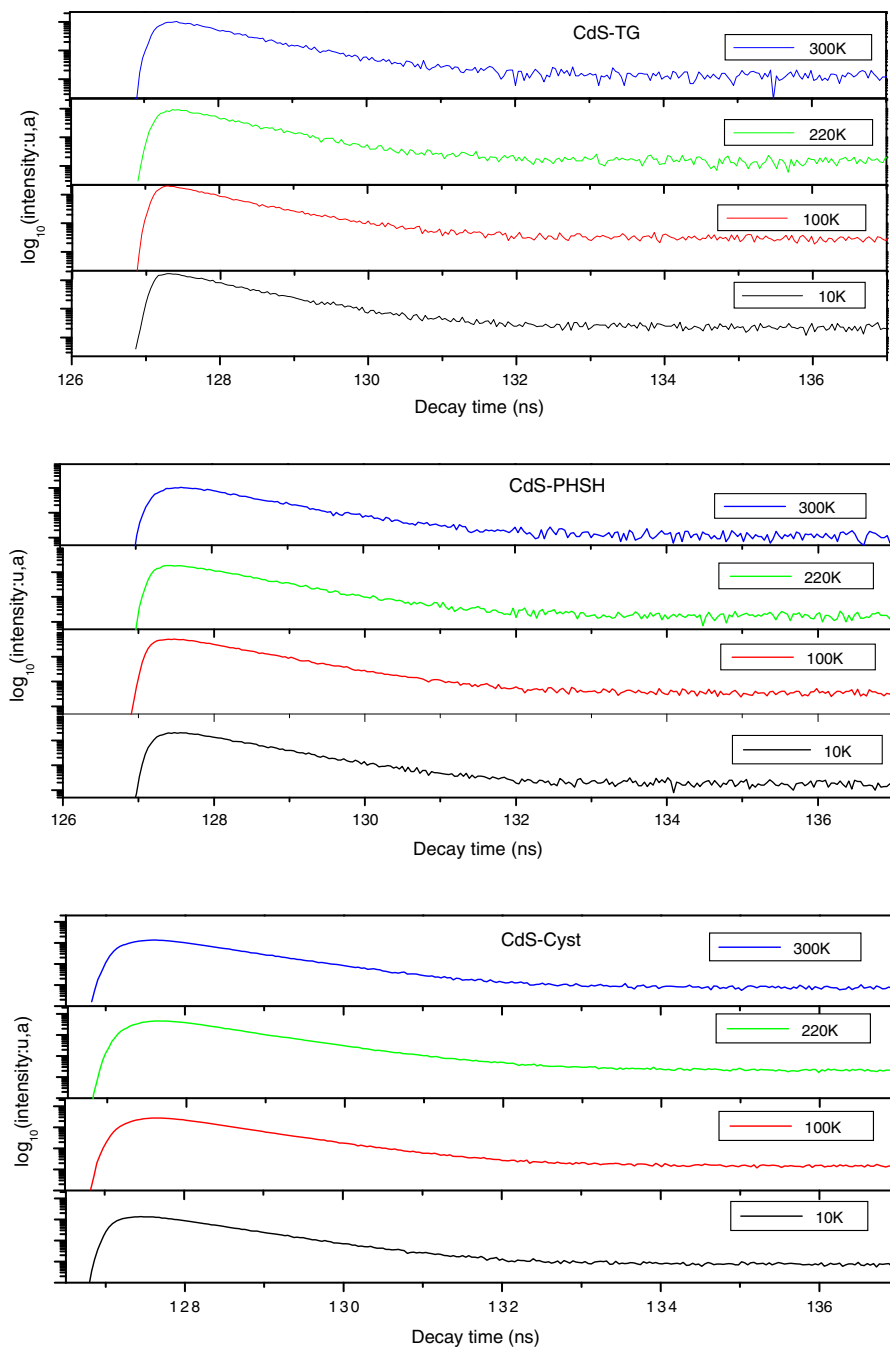 CdS-TG
300K
220K
100K
10K
log10(intensity:u,a)
126 128 130 132 134 136
Decay time (ns)
CdS-PHSH
300K
220K
100K
10K
log10(intensity:u,a)
126 128 130 132 134 136
Decay time (ns)
CdS-Cyst
300K
220K
100K
10K
log10(intensity:u,a)
128 130 132 134 136
Decay time (ns)